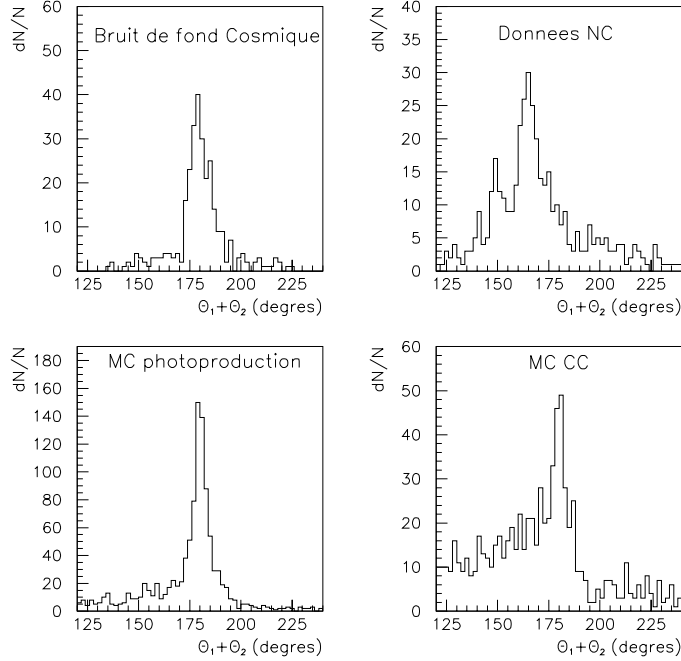 dN/N
60
50
40
30
20
10
0
Bruit de fond Cosmique
125 150 175 200 225
Θ₁+Θ₂ (degres)
dN/N
40
35
30
25
20
15
10
5
0
Donnees NC
125 150 175 200 225
Θ₁+Θ₂ (degres)
dN/N
180
160
140
120
100
80
60
40
20
0
MC photoproduction
125 150 175 200 225
Θ₁+Θ₂ (degres)
dN/N
60
50
40
30
20
10
0
MC CC
125 150 175 200 225
Θ₁+Θ₂ (degres)